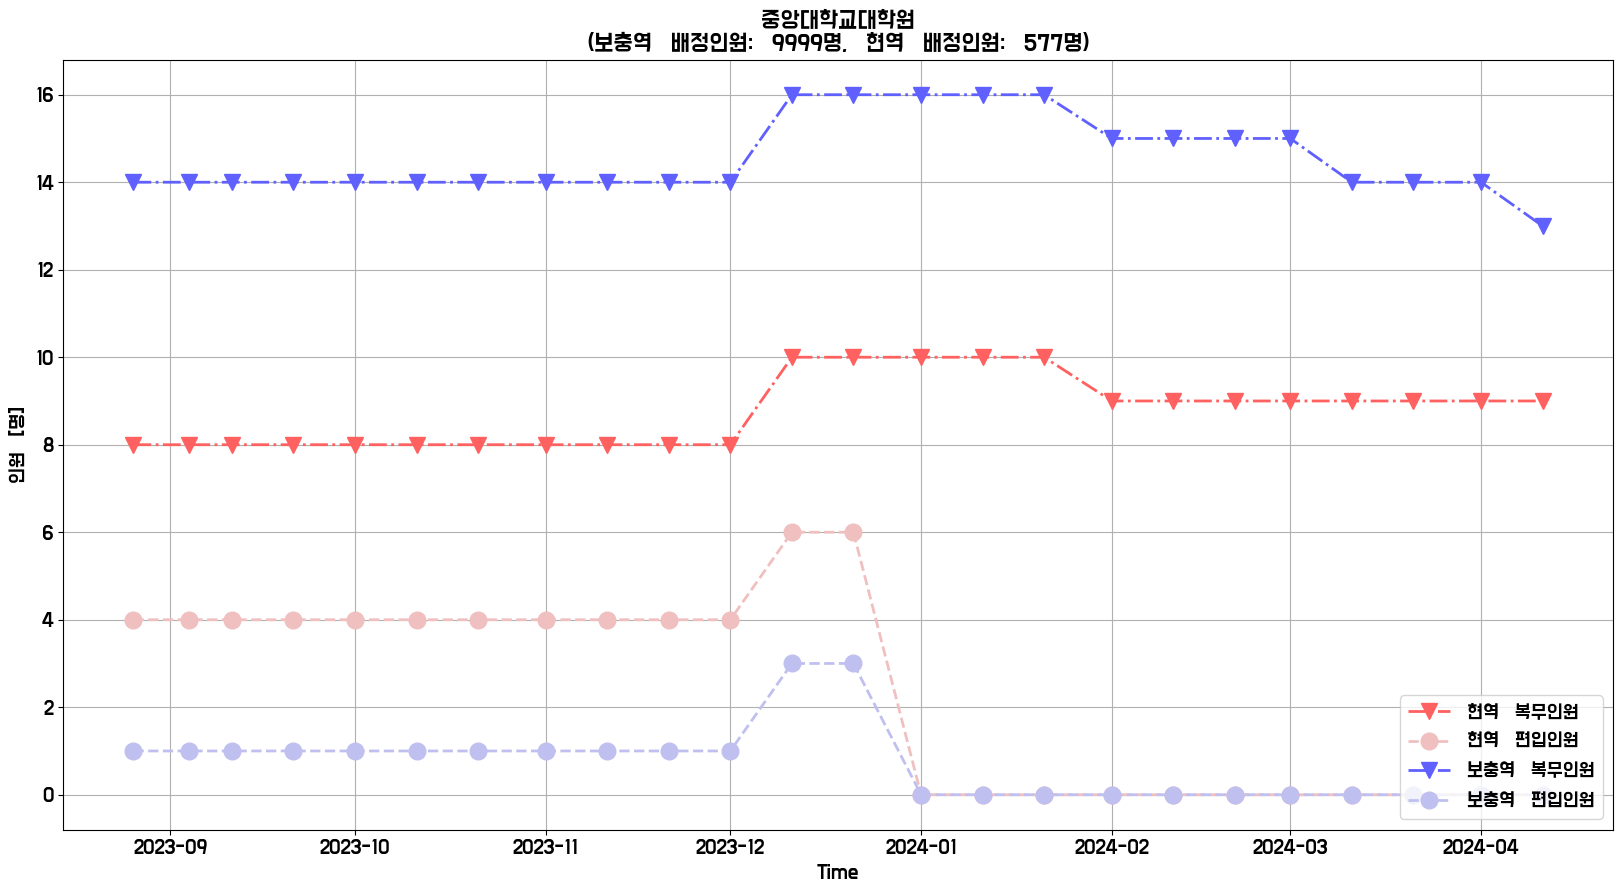 중앙대학교대학원
(보충역 배정인원: 9999명, 현역 배정인원: 577명)
16
14
12
10
8
6
4
2
0
인원 [명]
2023-09 2023-10 2023-11 2023-12 2024-01 2024-02 2024-03 2024-04
Time
현역 복무인원
현역 편입인원
보충역 복무인원
보충역 편입인원